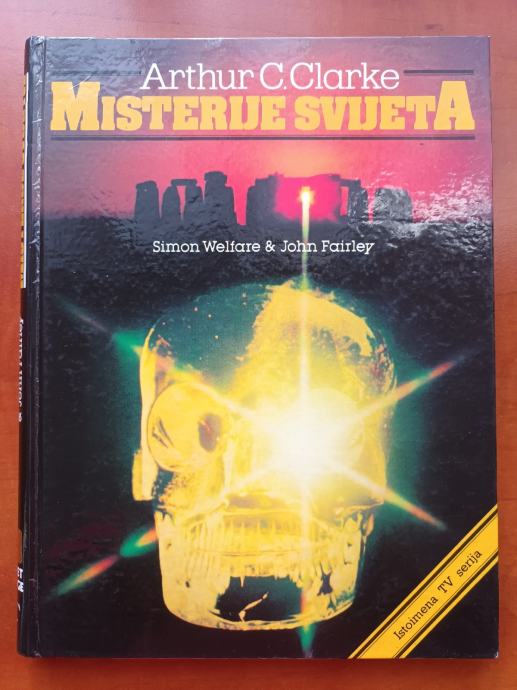 Arthur C. Clarke
MISTERIJE SVIJETA
Simon Welfare & John Fairley
Istoimena TV serija